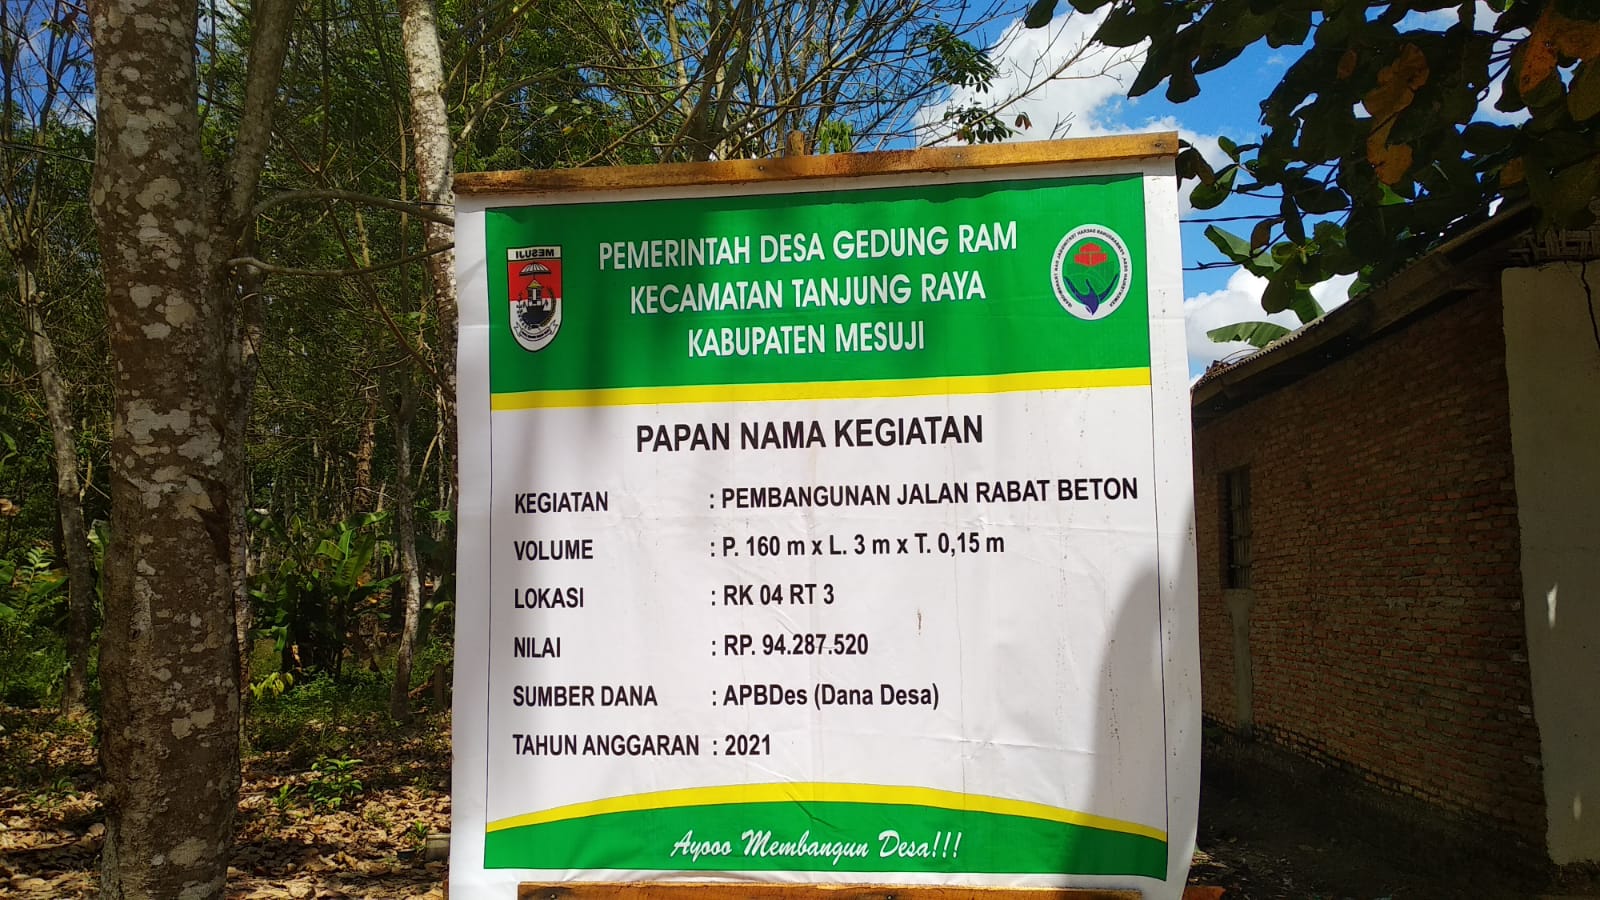 PEMERINTAH DESA GEDUNG RAM
KECAMATAN TANJUNG RAYA
KABUPATEN MESUJI
MESUJI
PAPAN NAMA KEGIATAN
KEGIATAN : PEMBANGUNAN JALAN RABAT BETON
VOLUME : P. 160 m x L. 3 m x T. 0,15 m
LOKASI : RK 04 RT 3
NILAI : RP. 94.287.520
SUMBER DANA : APBDes (Dana Desa)
TAHUN ANGGARAN : 2021
Ayooo Membangun Desa!!!